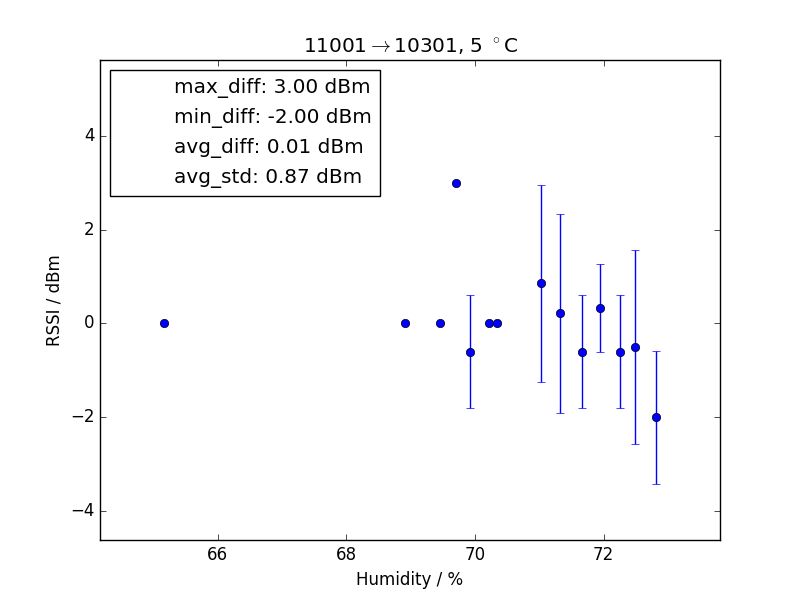 11001→10301, 5 °C
max_diff: 3.00 dBm
min_diff: -2.00 dBm
avg_diff: 0.01 dBm
avg_std: 0.87 dBm
4
2
0
−2
−4
RSSI / dBm
66 68 70 72
Humidity / %